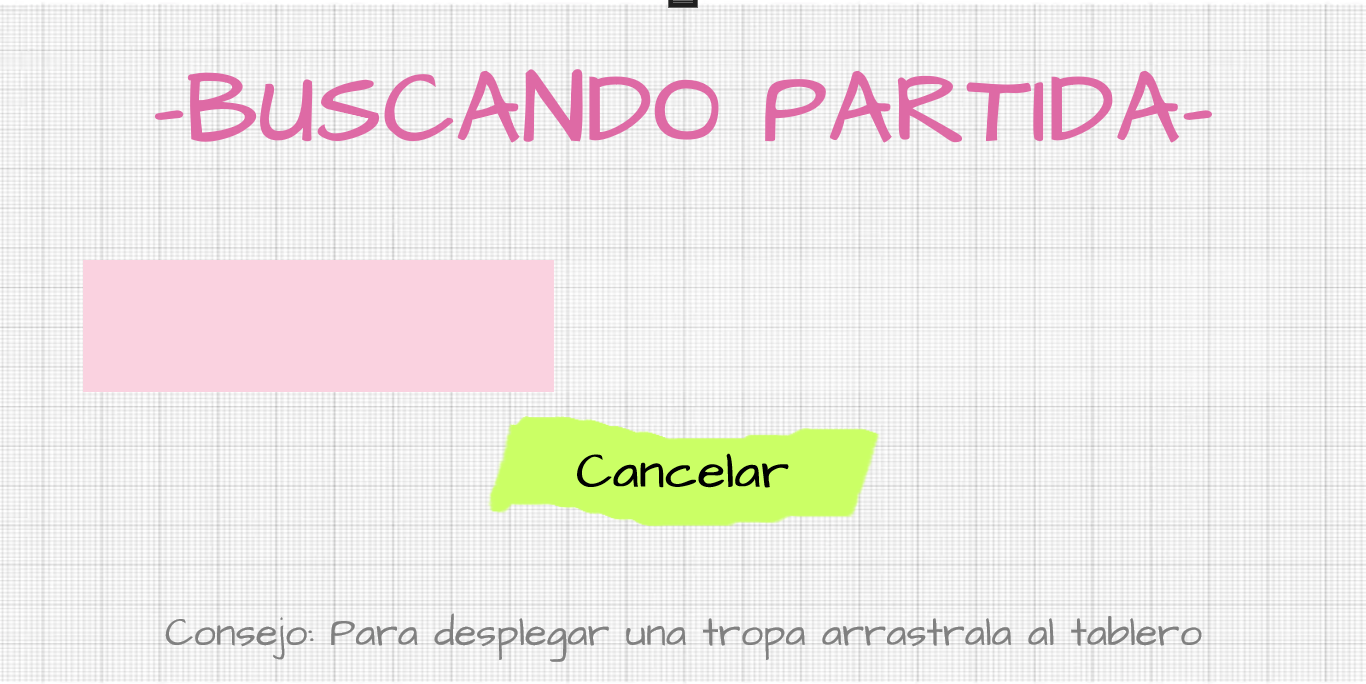 -BUSCANDO PARTIDA-
Cancelar
Consejo: Para desplegar una tropa arrastrala al tablero